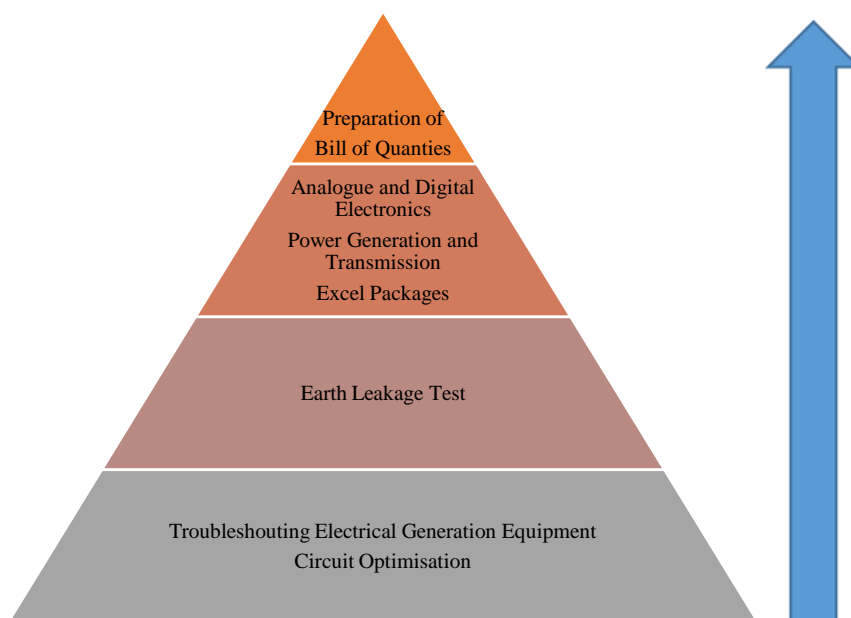 Preparation of
Bill of Quanties
Analogue and Digital
Electronics
Power Generation and
Transmission
Excel Packages
Earth Leakage Test
Troubleshouting Electrical Generation Equipment
Circuit Optimisation